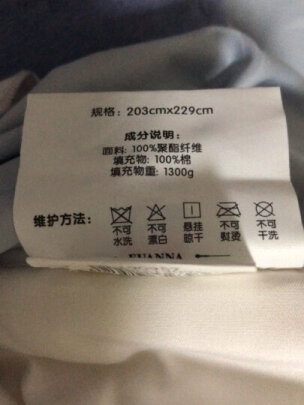 规格：203cmx229cm
成分说明：
面料：100%聚酯纤维
填充物：100%棉
填充物重：1300g
维护方法：
不可 不可 悬挂 不可 不可
水洗 漂白 晾干 熨烫 干洗
EVANNA